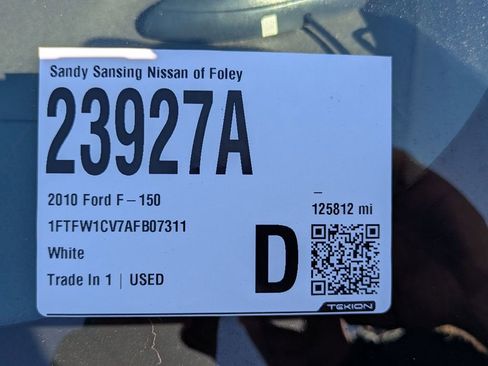 Sandy Sansing Nissan of Foley
23927A
2010 Ford F-150
125812 mi
1FTFW1CV7AFB07311
White
Trade In 1 | USED
D
TEKION